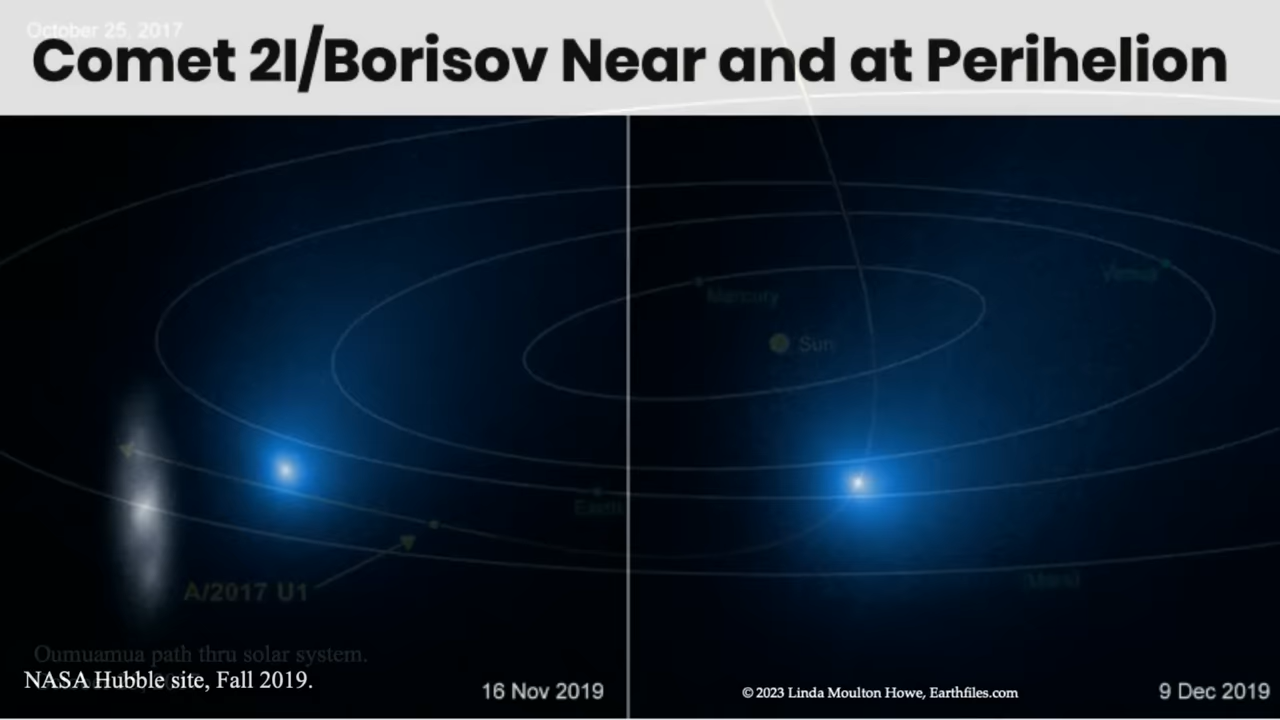 October 25, 2017
Comet 2I/Borisov Near and at Perihelion
Venus
Mercury
Sun
Earth
A/2017 U1
Oumuamua path thru solar system.
NASA Hubble site, Fall 2019.
16 Nov 2019
© 2023 Linda Moulton Howe, Earthfiles.com
9 Dec 2019